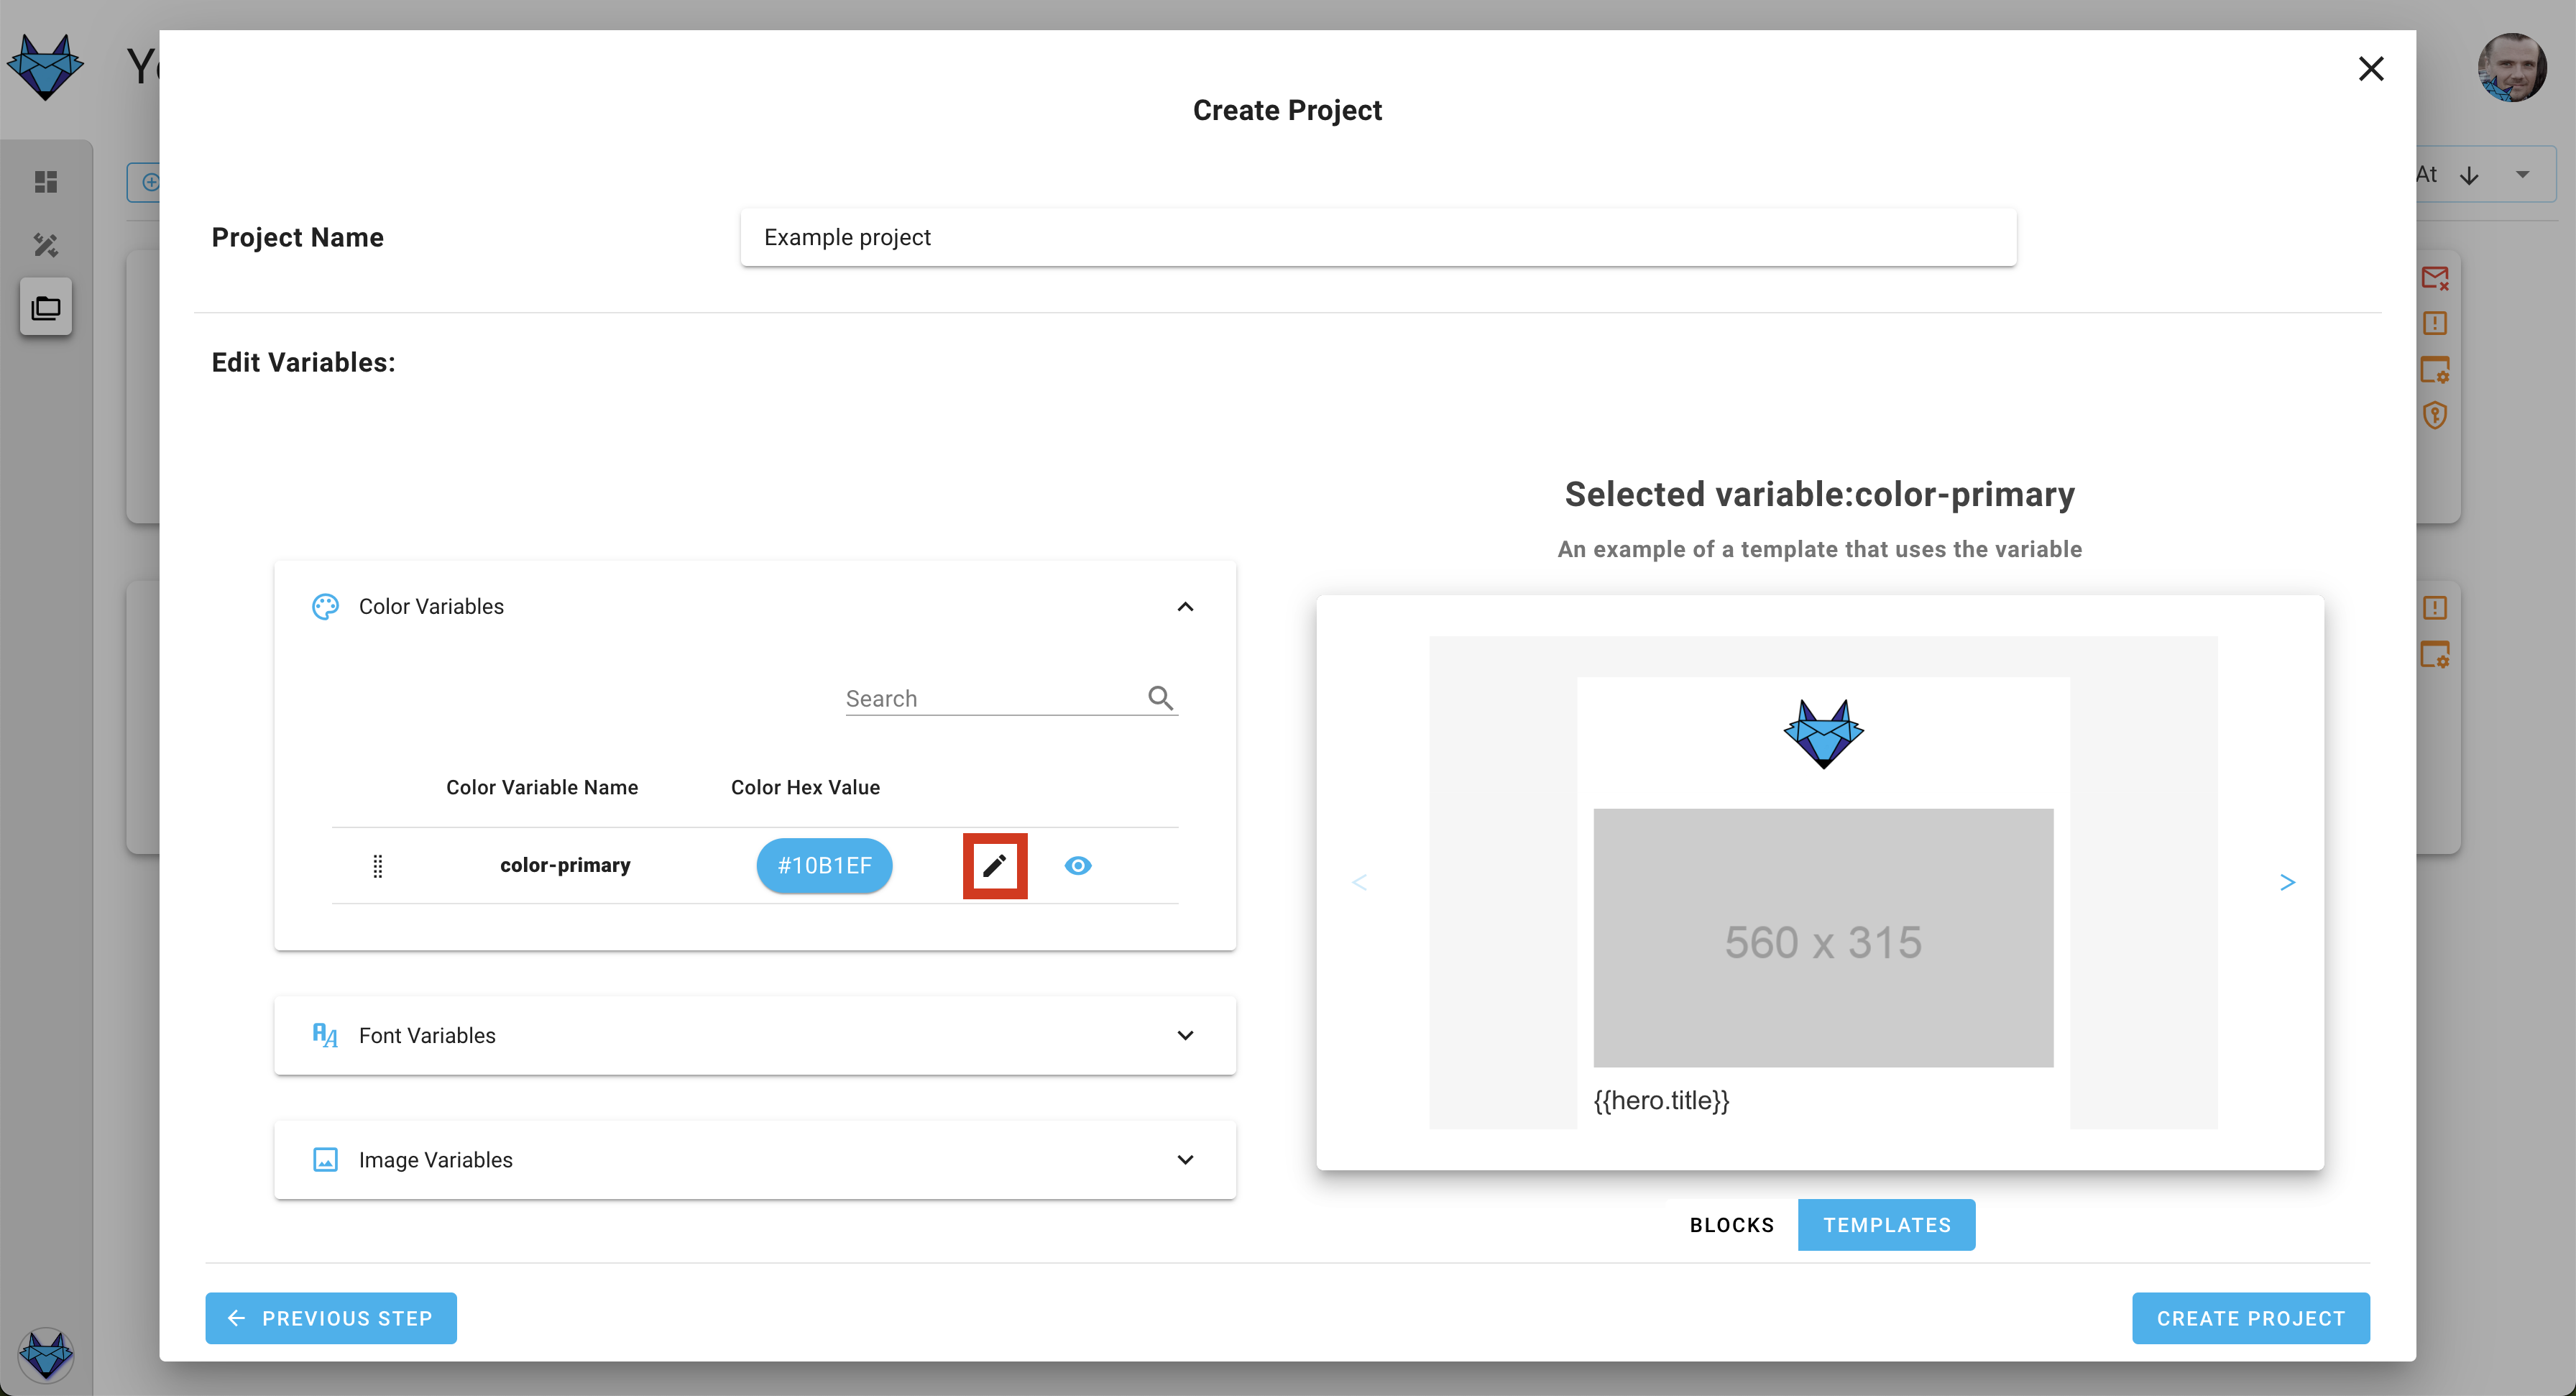 Create Project
Project Name
Example project
At
Edit Variables:
Selected variable:color-primary
An example of a template that uses the variable
Color Variables
Search
Color Variable Name Color Hex Value
color-primary #10B1EF
< >
560 x 315
{{hero.title}}
Font Variables
Image Variables
BLOCKS TEMPLATES
PREVIOUS STEP CREATE PROJECT